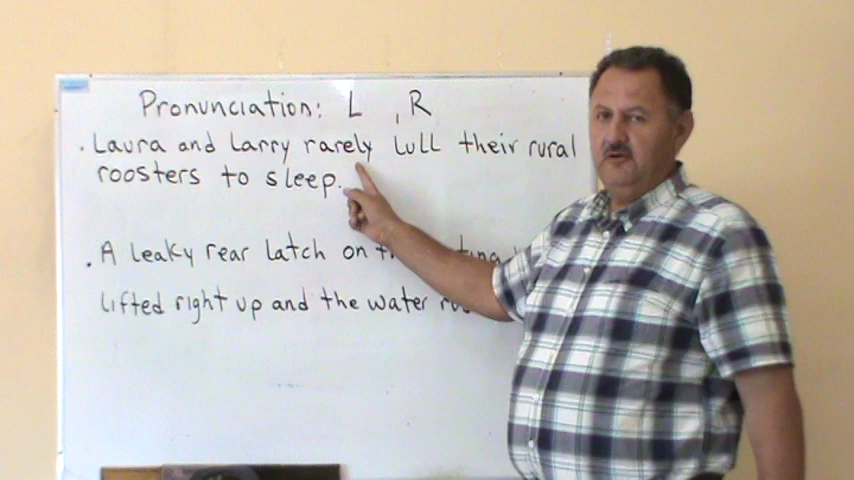 Pronunciation: L , R
. Laura and Larry rarely lull their rural
roosters to sleep.
. A leaky rear latch on
lifted right up and the water